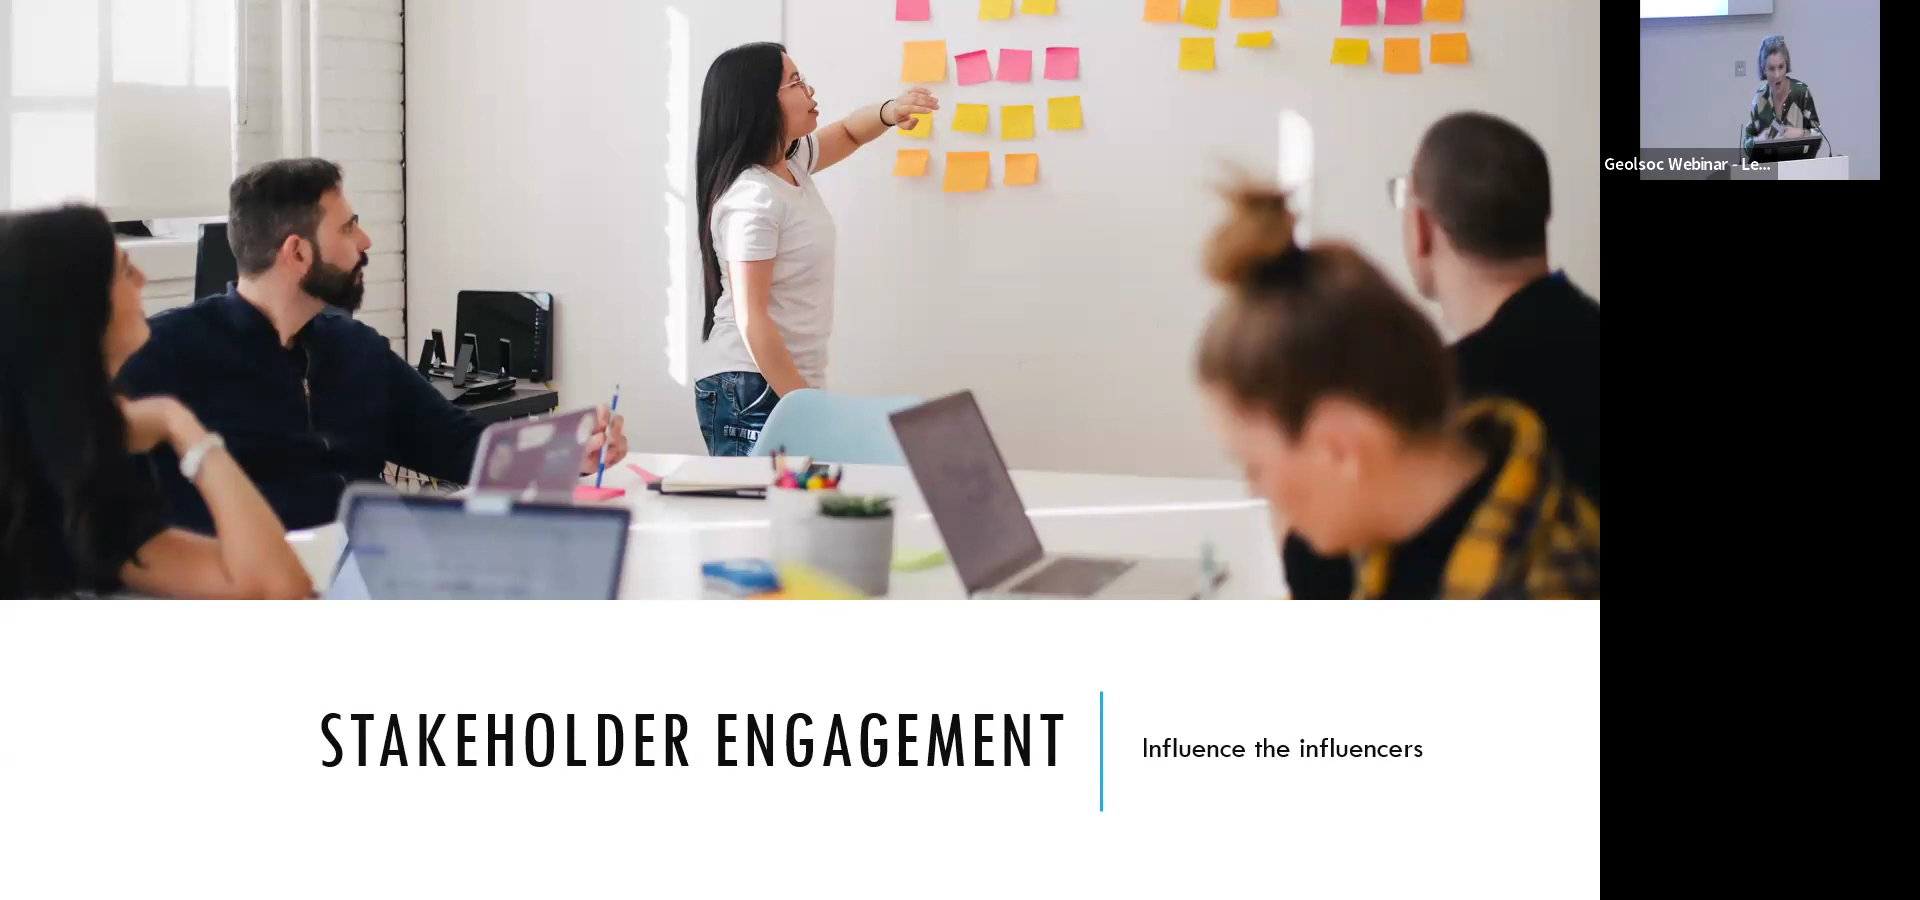 Geolsoc Webinar - Le...
STAKEHOLDER ENGAGEMENT
Influence the influencers